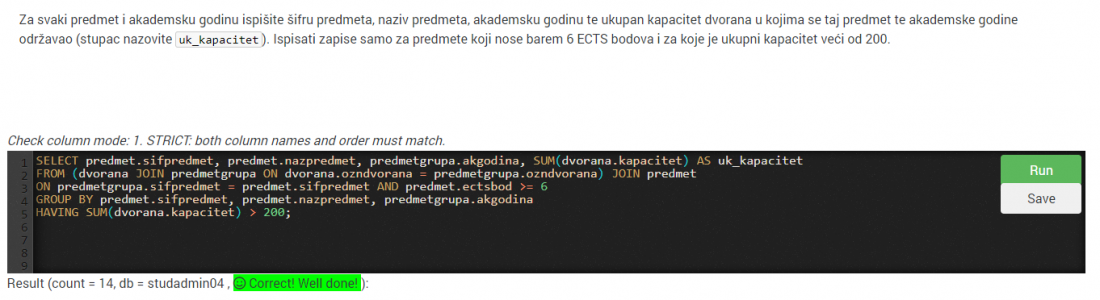 Za svaki predmet i akademsku godinu ispišite šifru predmeta, naziv predmeta, akademsku godinu te ukupan kapacitet dvorana u kojima se taj predmet te akademske godine
održavao (stupac nazovite uk_kapacitet). Ispisati zapise samo za predmete koji nose barem 6 ECTS bodova i za koje je ukupni kapacitet veći od 200.
Check column mode: 1. STRICT: both column names and order must match.
1 SELECT predmet.sifpredmet, predmet.nazpredmet, predmetgrupa.akgodina, SUM(dvorana.kapacitet) AS uk_kapacitet
2 FROM (dvorana JOIN predmetgrupa ON dvorana.ozndvorana = predmetgrupa.ozndvorana) JOIN predmet
3 ON predmetgrupa.sifpredmet = predmet.sifpredmet AND predmet.ectsbod >= 6
4 GROUP BY predmet.sifpredmet, predmet.nazpredmet, predmetgrupa.akgodina
5 HAVING SUM(dvorana.kapacitet) > 200;
6
7
8
9
Run
Save
Result (count = 14, db = studadmin04 , Correct! Well done! ):